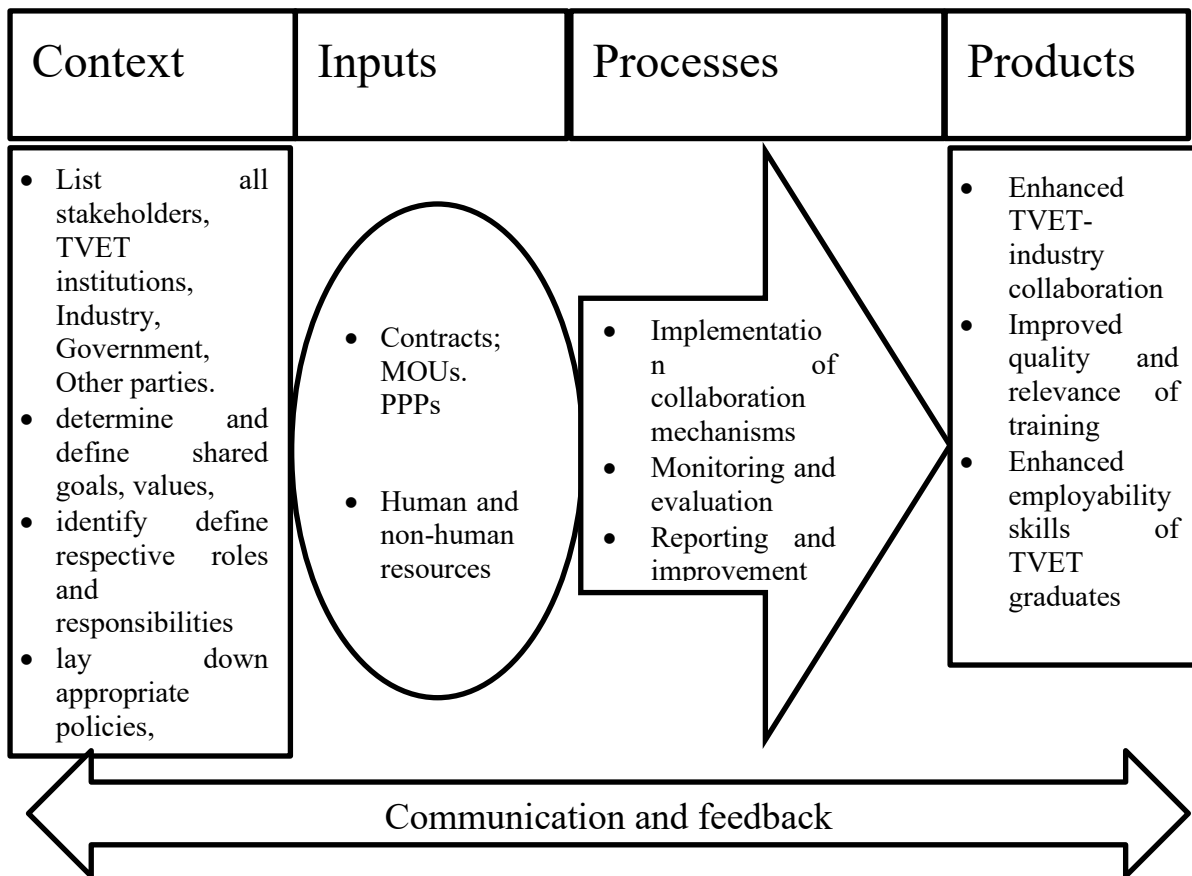 Context
Inputs
Processes
Products
• List all
stakeholders,
TVET
institutions,
Industry,
Government,
Other parties.
• determine and
define shared
goals, values,
• identify define
respective roles
and
responsibilities
• lay down
appropriate
policies,
• Contracts;
MOUs.
PPPs
• Human and
non-human
resources
• Implementatio
n of
collaboration
mechanisms
• Monitoring and
evaluation
• Reporting and
improvement
• Enhanced
TVET-
industry
collaboration
• Improved
quality and
relevance of
training
• Enhanced
employability
skills of
TVET
graduates
Communication and feedback